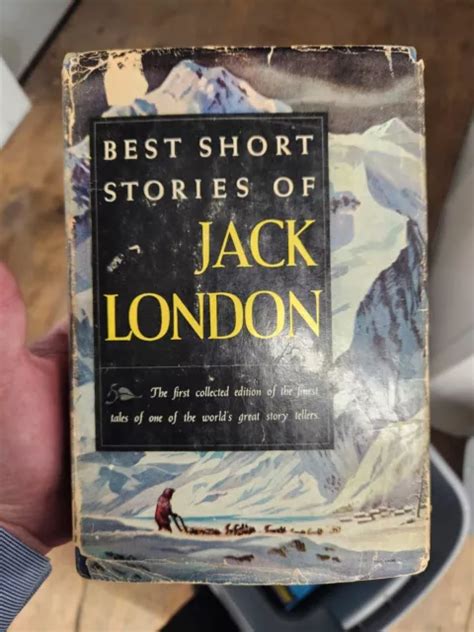 BEST SHORT
STORIES OF
JACK
LONDON
The first collected edition of the finest
tales of one of the world's great story tellers.